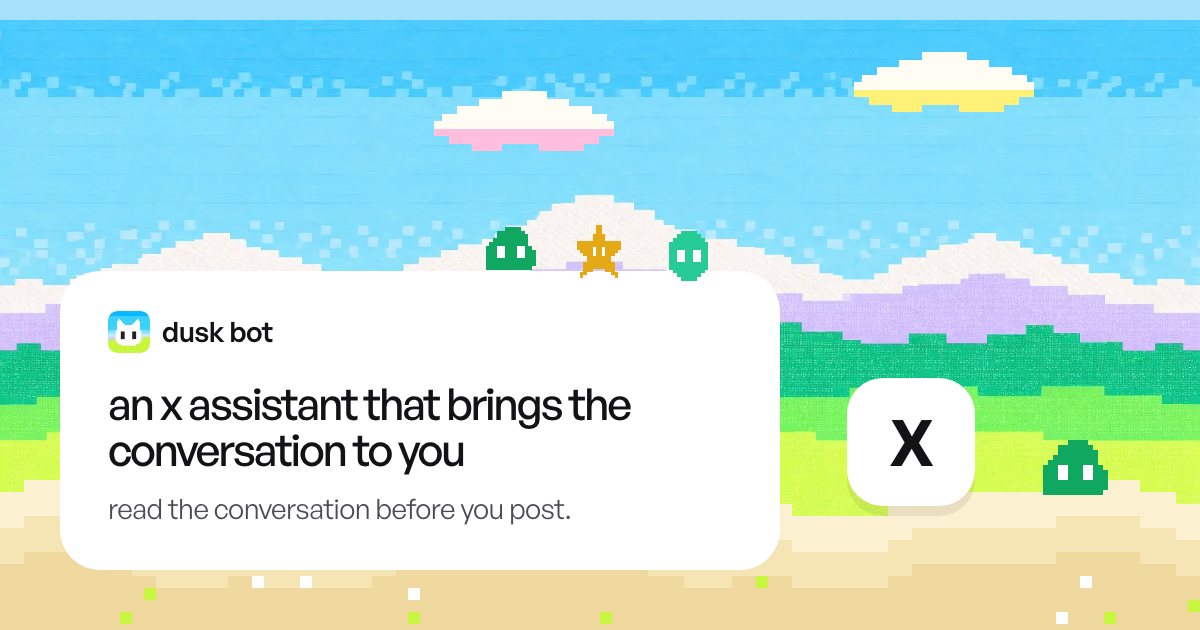 dusk bot
an x assistant that brings the
conversation to you
read the conversation before you post.
X